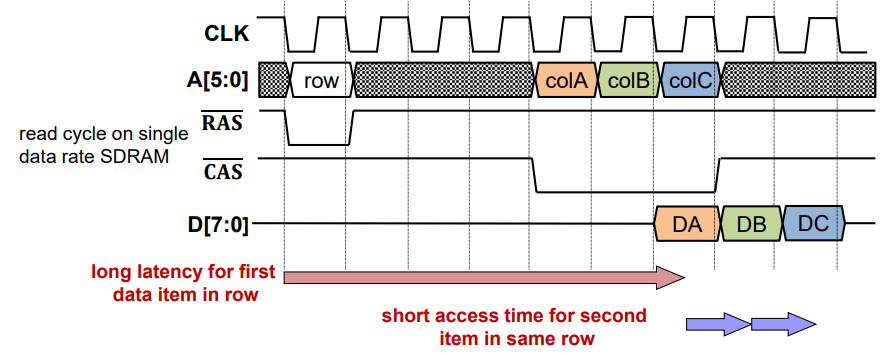 CLK
A[5:0]
row
colA
colB
colC
RAS
read cycle on single
data rate SDRAM
CAS
D[7:0]
DA
DB
DC
long latency for first
data item in row
short access time for second
item in same row